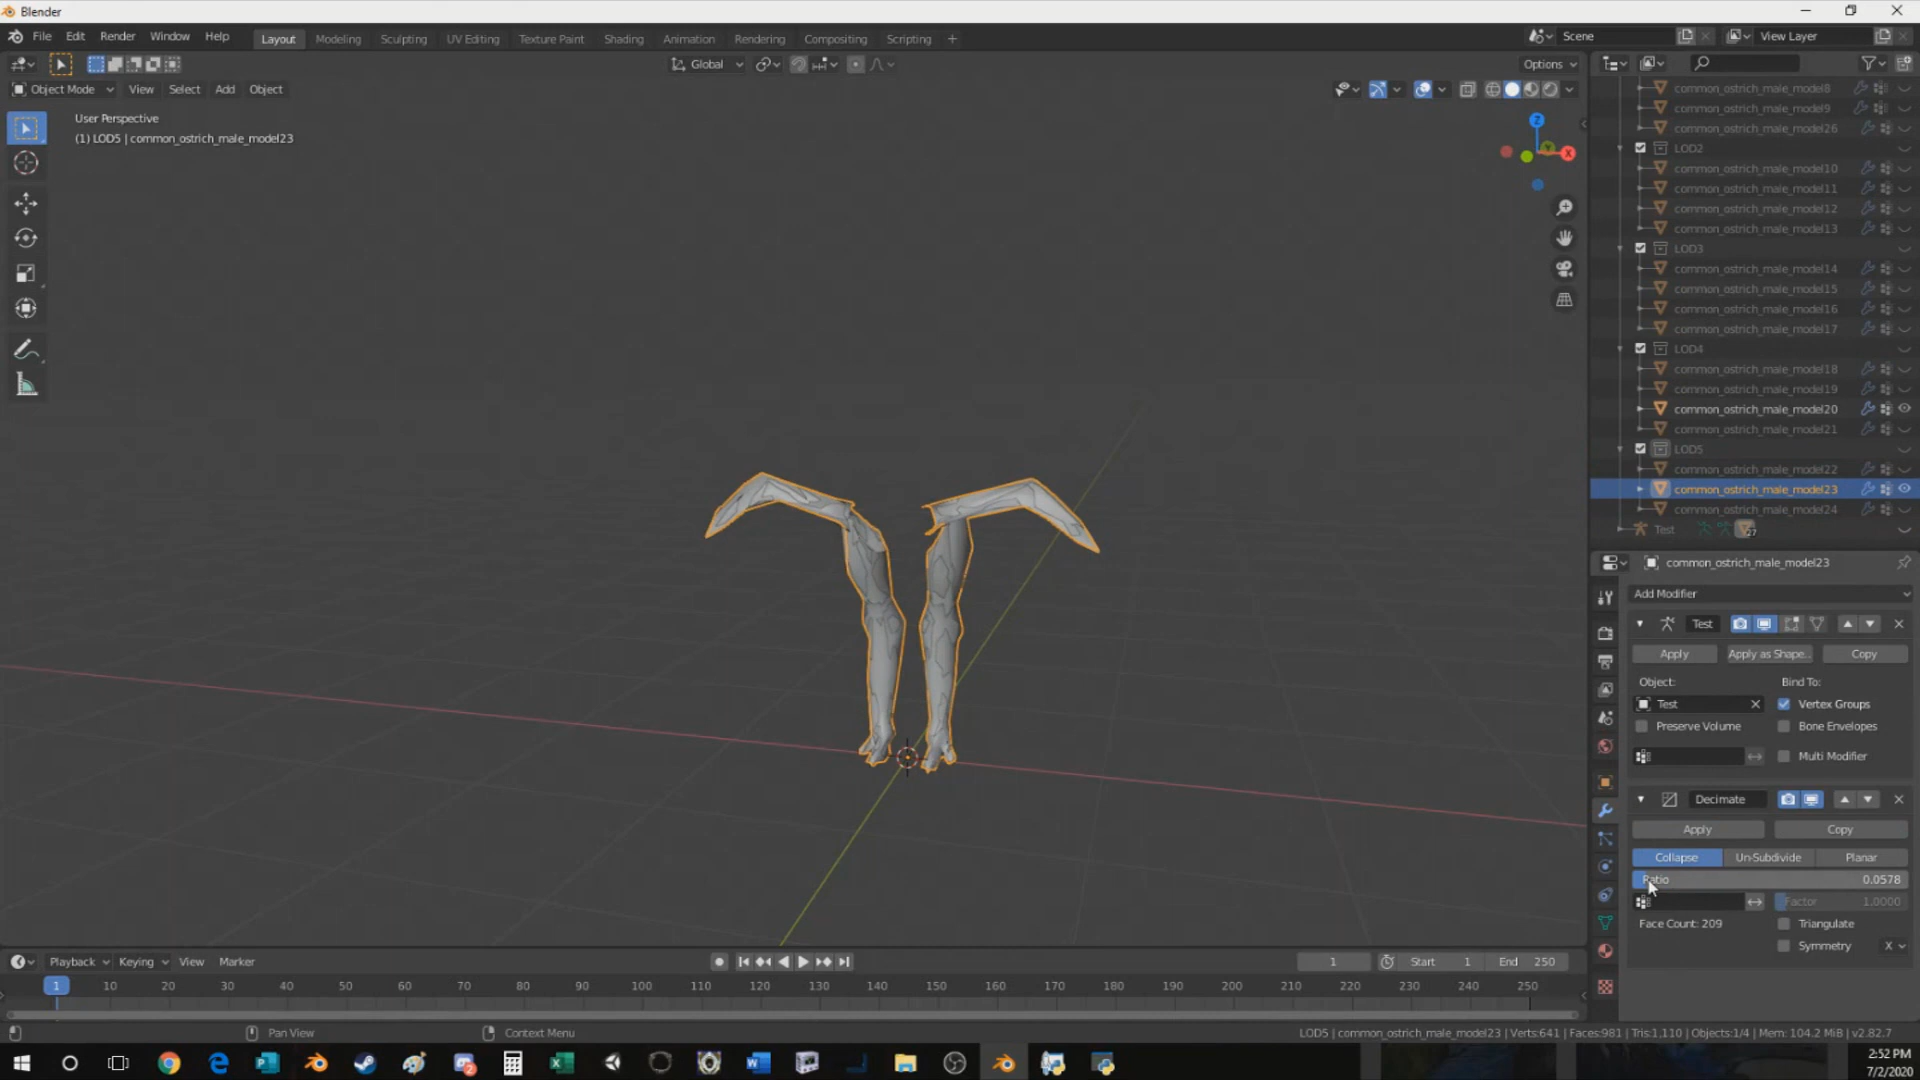 Blender
File Edit Render Window Help Layout Modeling Sculpting UV Editing Texture Paint Shading Animation Rendering Compositing Scripting + Scene View Layer
Global Options
Object Mode View Select Add Object
User Perspective
(1) LOD5 | common_ostrich_male_model23
Z
Y
X
common_ostrich_male_model8
common_ostrich_male_model9
common_ostrich_male_model26
LOD2
common_ostrich_male_model10
common_ostrich_male_model11
common_ostrich_male_model12
common_ostrich_male_model13
LOD3
common_ostrich_male_model14
common_ostrich_male_model15
common_ostrich_male_model16
common_ostrich_male_model17
LOD4
common_ostrich_male_model18
common_ostrich_male_model19
common_ostrich_male_model20
common_ostrich_male_model21
LOD5
common_ostrich_male_model22
common_ostrich_male_model23
common_ostrich_male_model24
Test 27
common_ostrich_male_model23
Add Modifier
Test
Apply Apply as Shape... Copy
Object: Bind To:
Test Vertex Groups
Preserve Volume Bone Envelopes
Multi Modifier
Decimate
Apply Copy
Collapse Un-Subdivide Planar
Ratio 0.0578
Factor 1.0000
Face Count: 209 Triangulate
Symmetry X
Playback Keying View Marker 1 Start 1 End 250
1 10 20 30 40 50 60 70 80 90 100 110 120 130 140 150 160 170 180 190 200 210 220 230 240 250
Pan View Context Menu LOD5 | common_ostrich_male_model23 | Verts:641 | Faces:981 | Tris:1,110 | Objects:1/4 | Mem: 104.2 MiB | v2.82.7
2:52 PM
7/2/2020